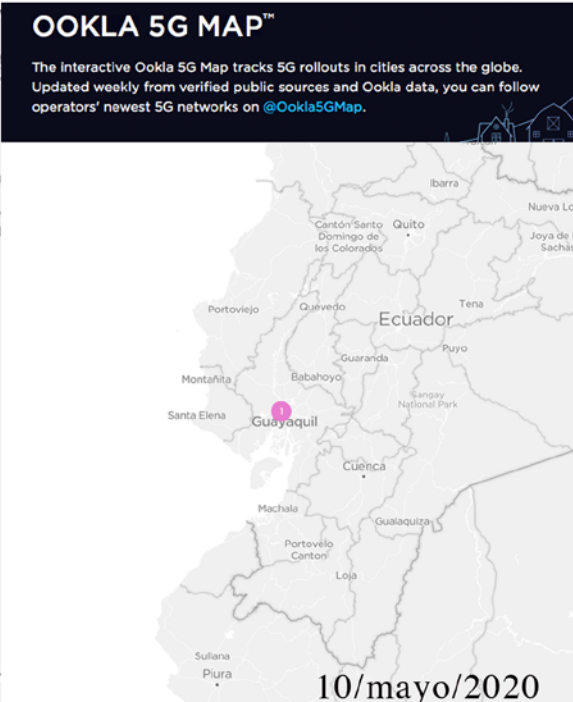 OOKLA 5G MAP™
The interactive Ookla 5G Map tracks 5G rollouts in cities across the globe.
Updated weekly from verified public sources and Ookla data, you can follow
operators' newest 5G networks on @Ookla5GMap.
Ibarra
Nueva Lo
Cantón Santo
Domingo de
los Colorados
Quito
Joya de l
Sachas
Portoviejo
Quevedo
Tena
Ecuador
Guaranda
Puyo
Montañita
Babahoyo
Sangay
National Park
Santa Elena
1
Guayaquil
Cuenca
Machala
Gualaquiza
Portovelo
Canton
Loja
Sullana
Piura
10/mayo/2020